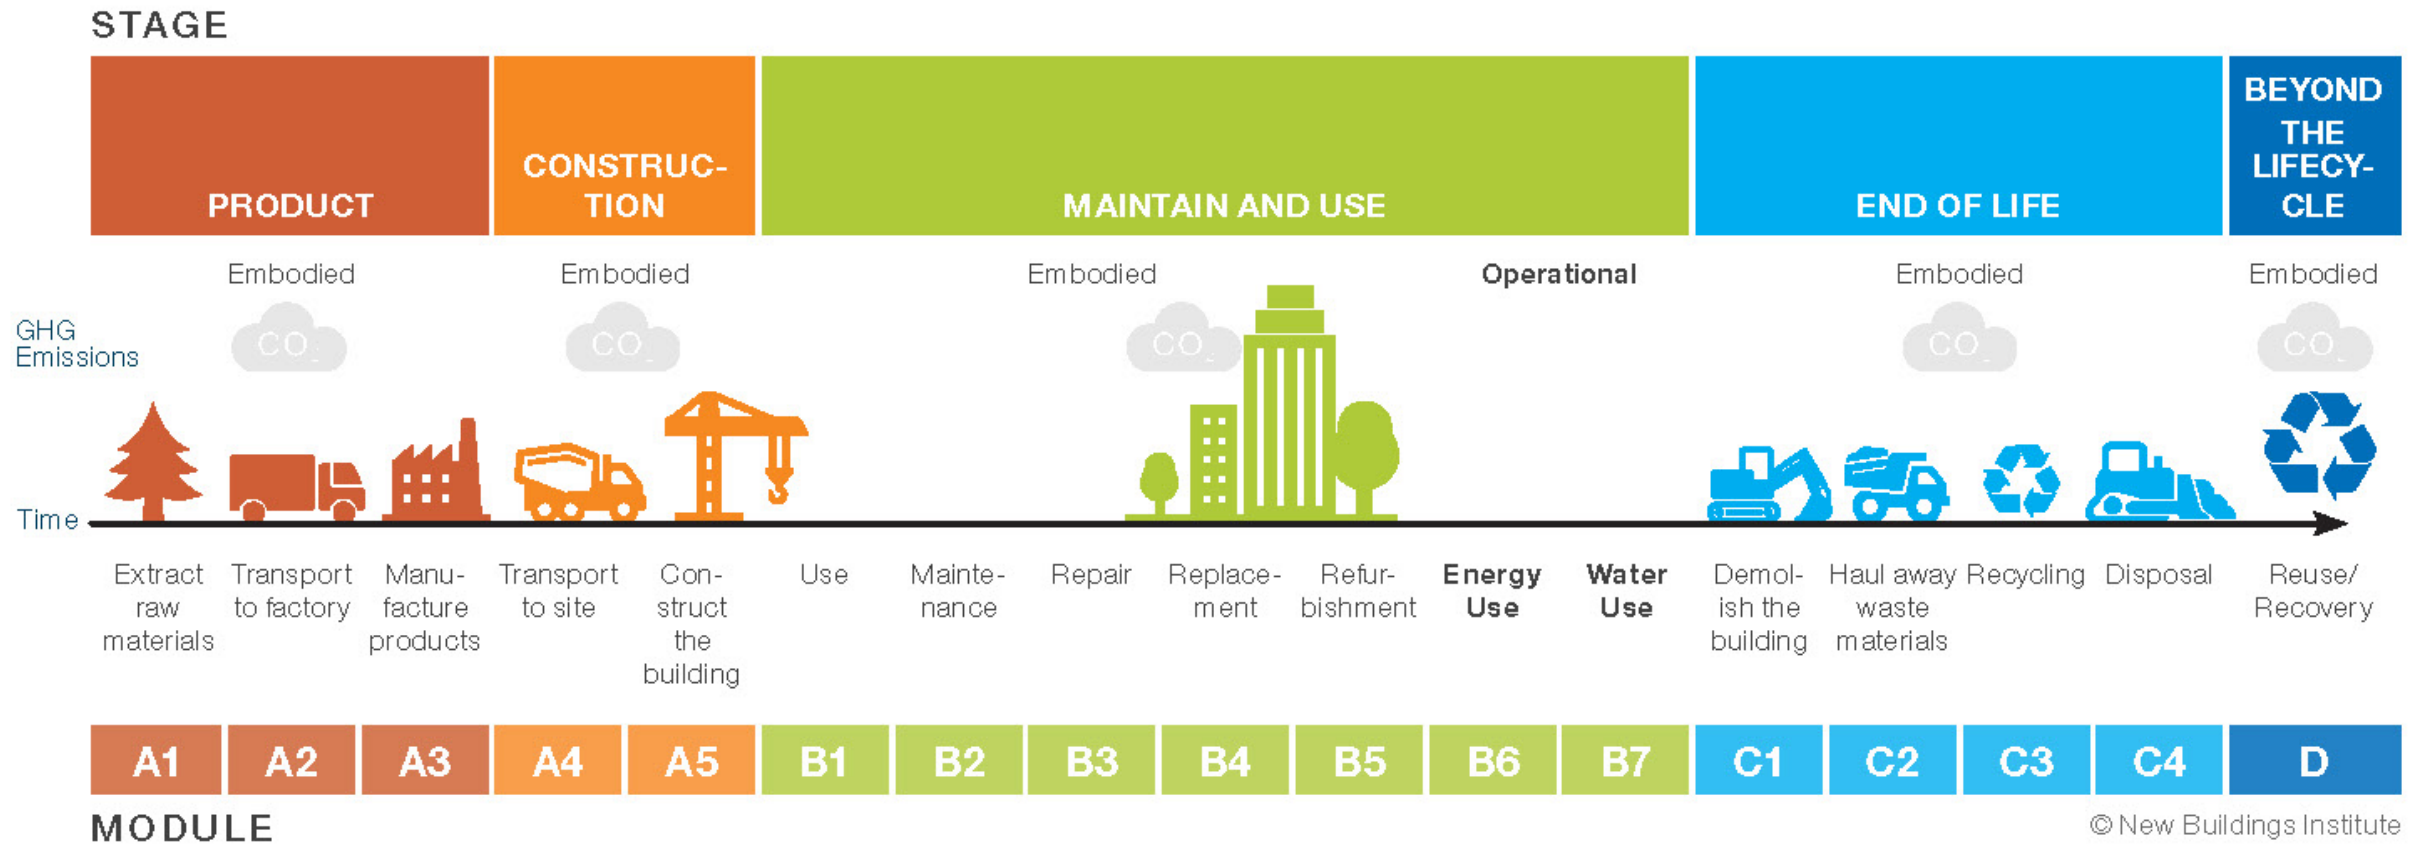 STAGE
PRODUCT
CONSTRUC-
TION
MAINTAIN AND USE
END OF LIFE
BEYOND
THE
LIFECY-
CLE
Embodied
Embodied
Embodied
Operational
Embodied
Embodied
GHG
Emissions
CO
CO
CO
CO
CO
Time
Extract
raw
materials
Transport
to factory
Manu-
facture
products
Transport
to site
Con-
struct
the
building
Use
Mainte-
nance
Repair
Replace-
ment
Refur-
bishment
Energy
Use
Water
Use
Demol-
ish the
building
Haul away
waste
materials
Recycling
Disposal
Reuse/
Recovery
A1
A2
A3
A4
A5
B1
B2
B3
B4
B5
B6
B7
C1
C2
C3
C4
D
MODULE
© New Buildings Institute